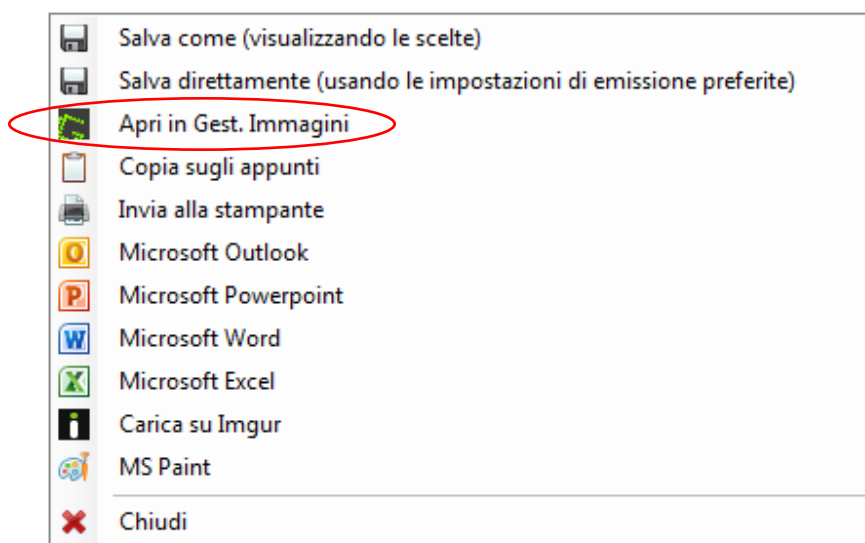 Salva come (visualizzando le scelte)
Salva direttamente (usando le impostazioni di emissione preferite)
Apri in Gest. Immagini
Copia sugli appunti
Invia alla stampante
Microsoft Outlook
Microsoft Powerpoint
Microsoft Word
Microsoft Excel
Carica su Imgur
MS Paint
Chiudi